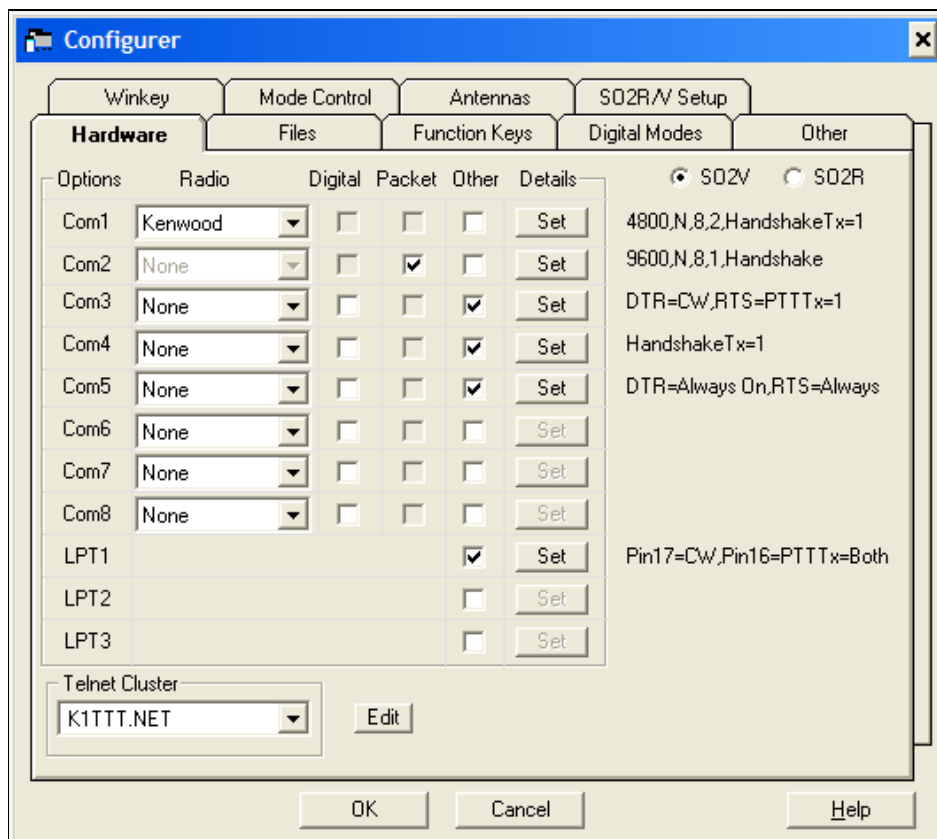 Configurer
Winkey Mode Control Antennas SO2R/V Setup
Hardware Files Function Keys Digital Modes Other
Options Radio Digital Packet Other Details SO2V SO2R
Com1 Kenwood Set 4800,N,8,2,HandshakeTx=1
Com2 None Set 9600,N,8,1,Handshake
Com3 None Set DTR=CW,RTS=PTTTx=1
Com4 None Set HandshakeTx=1
Com5 None Set DTR=Always On,RTS=Always
Com6 None Set
Com7 None Set
Com8 None Set
LPT1 Set Pin17=CW,Pin16=PTTTx=Both
LPT2 Set
LPT3 Set
Telnet Cluster
K1TTT.NET Edit
OK Cancel Help